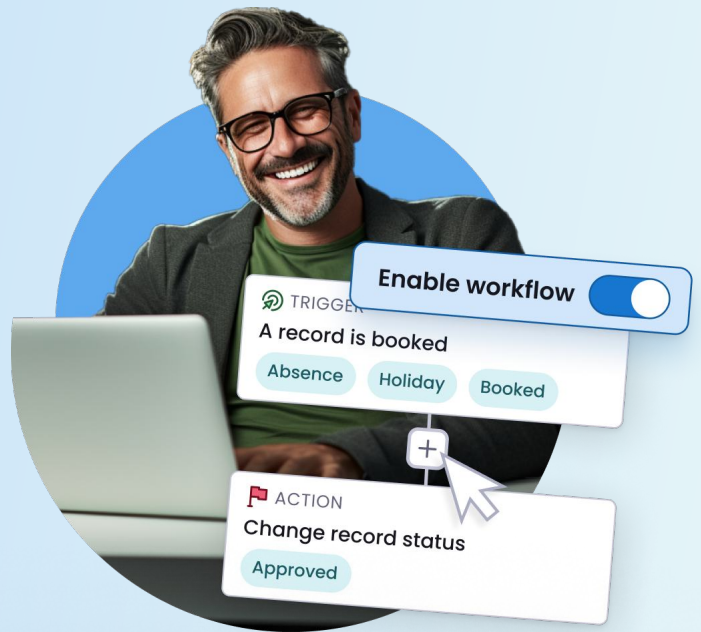 Enable workflow
TRIGGER
A record is booked
Absence Holiday Booked
ACTION
Change record status
Approved